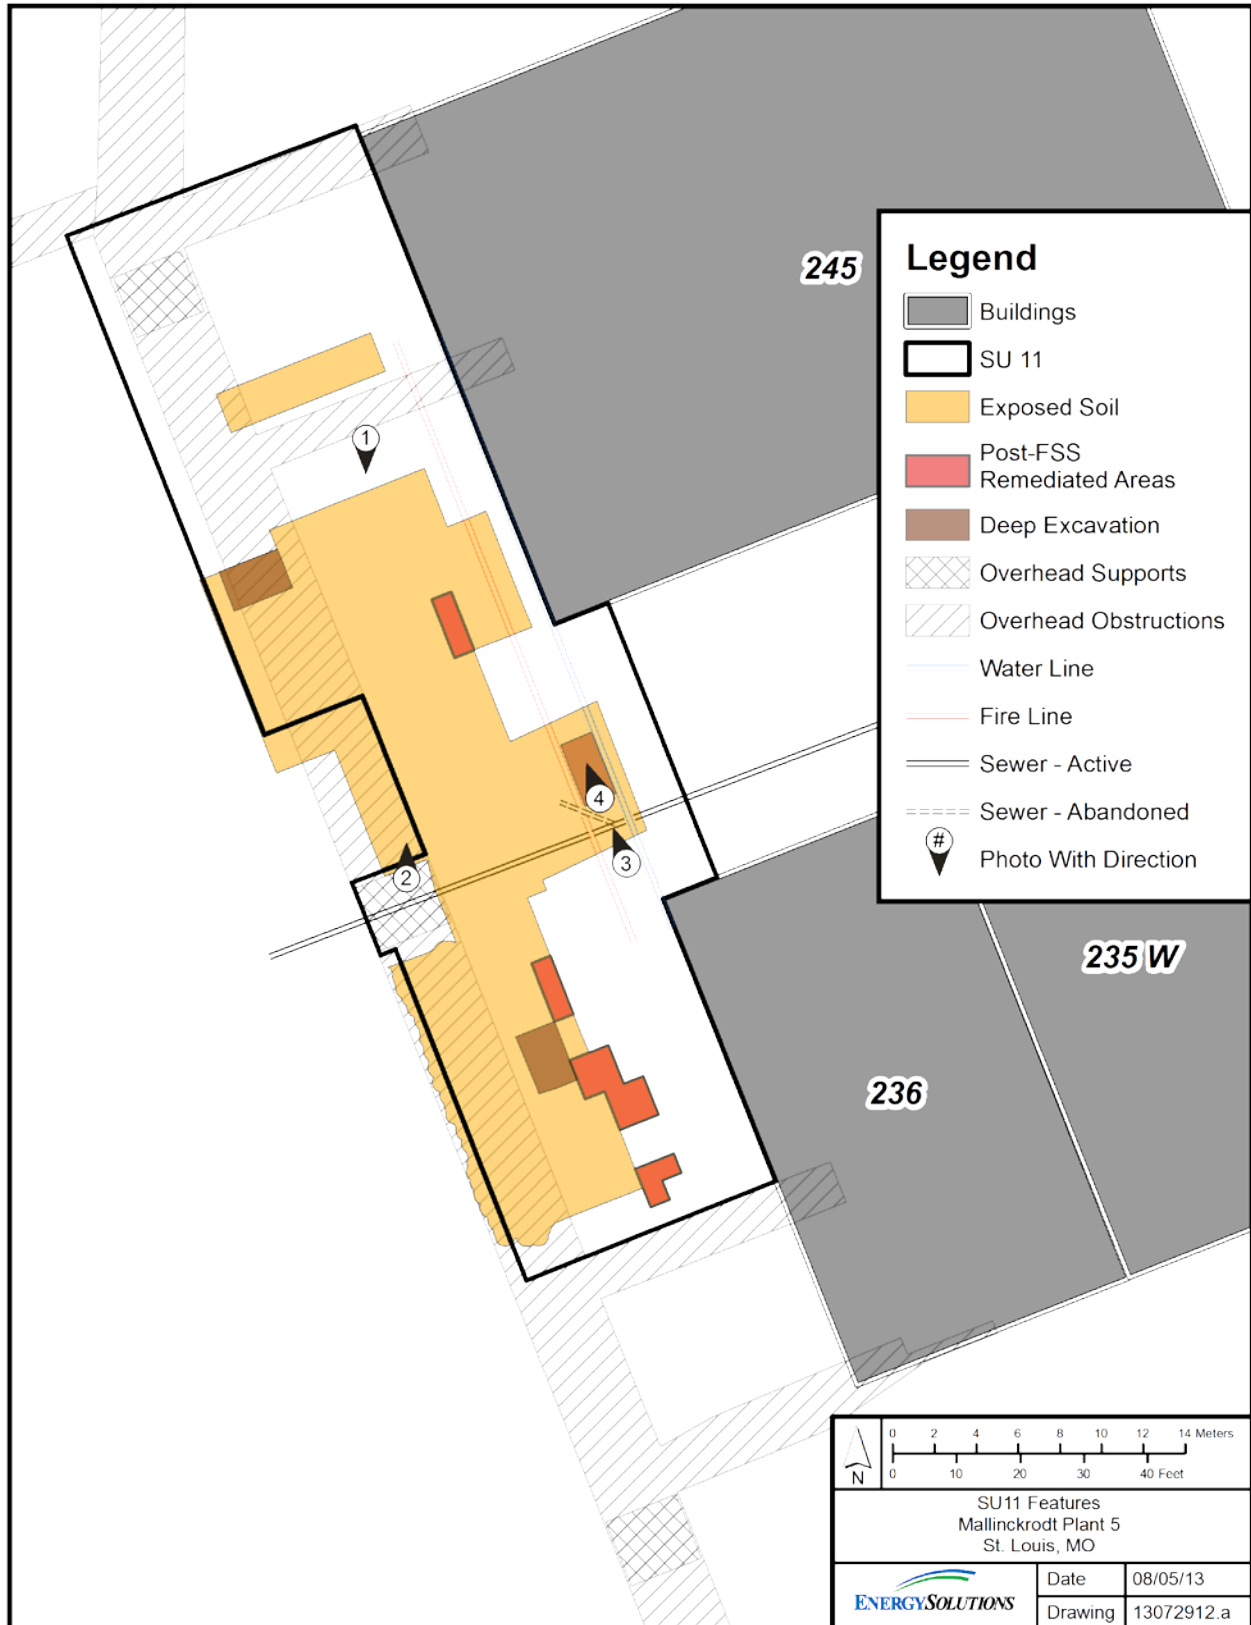 245
Legend
Buildings
SU 11
Exposed Soil
Post-FSS
Remediated Areas
Deep Excavation
Overhead Supports
Overhead Obstructions
Water Line
Fire Line
Sewer - Active
Sewer - Abandoned
#
Photo With Direction
1
4
3
2
235 W
236
0 2 4 6 8 10 12 14 Meters
0 10 20 30 40 Feet
N
SU11 Features
Mallinckrodt Plant 5
St. Louis, MO
ENERGYSOLUTIONS
Date 08/05/13
Drawing 13072912.a